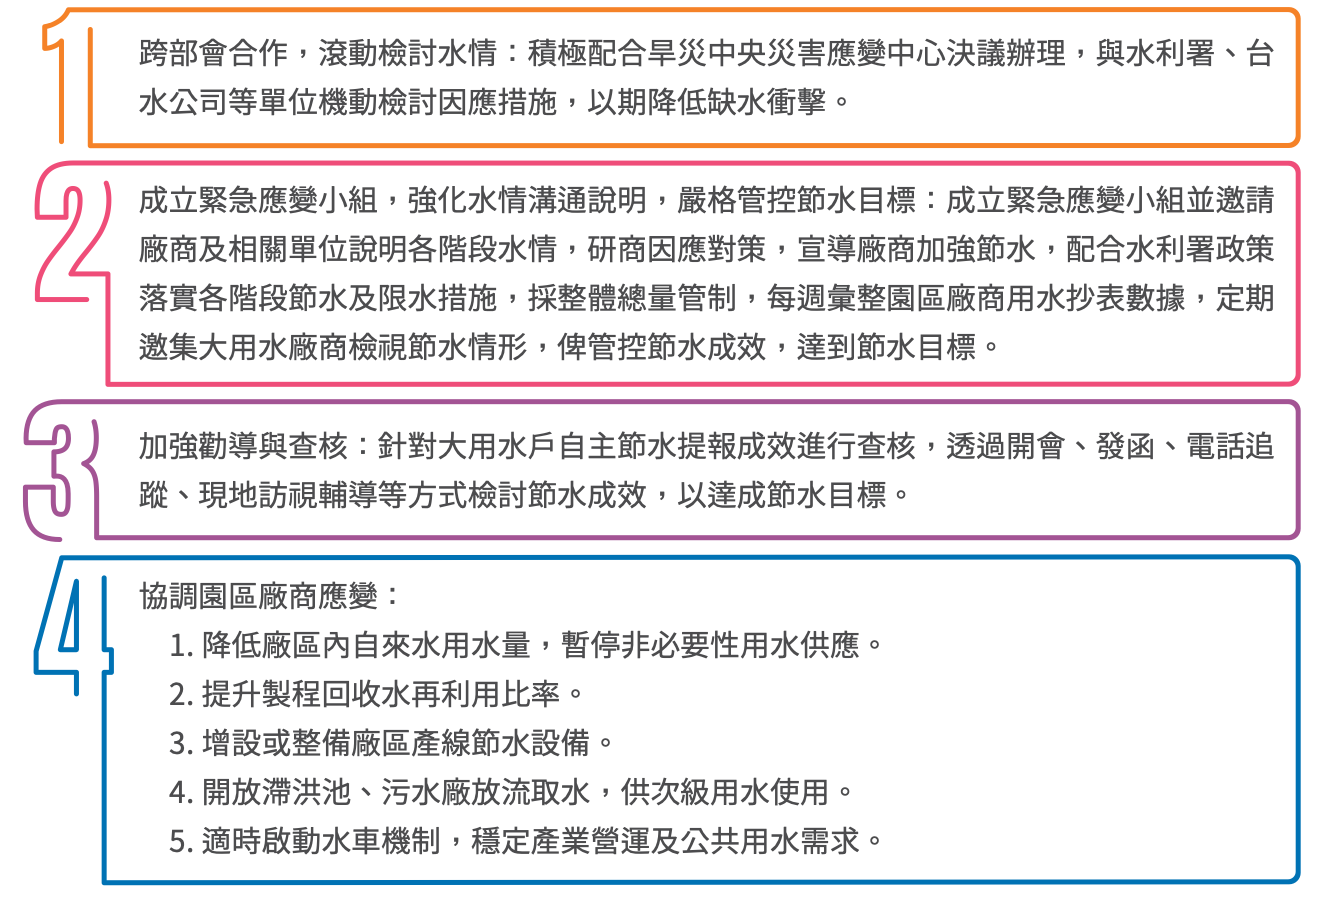 1
跨部會合作，滾動檢討水情：積極配合旱災中央災害應變中心決議辦理，與水利署、台
水公司等單位機動檢討因應措施，以期降低缺水衝擊。
2
成立緊急應變小組，強化水情溝通說明，嚴格管控節水目標：成立緊急應變小組並邀請
廠商及相關單位說明各階段水情，研商因應對策，宣導廠商加強節水，配合水利署政策
落實各階段節水及限水措施，採整體總量管制，每週彙整園區廠商用水抄表數據，定期
邀集大用水廠商檢視節水情形，俾管控節水成效，達到節水目標。
3
加強勸導與查核：針對大用水戶自主節水提報成效進行查核，透過開會、發函、電話追
蹤、現地訪視輔導等方式檢討節水成效，以達成節水目標。
4
協調園區廠商應變：
1. 降低廠區內自來水用水量，暫停非必要性用水供應。
2. 提升製程回收水再利用比率。
3. 增設或整備廠區產線節水設備。
4. 開放滯洪池、污水廠放流取水，供次級用水使用。
5. 適時啟動水車機制，穩定產業營運及公共用水需求。